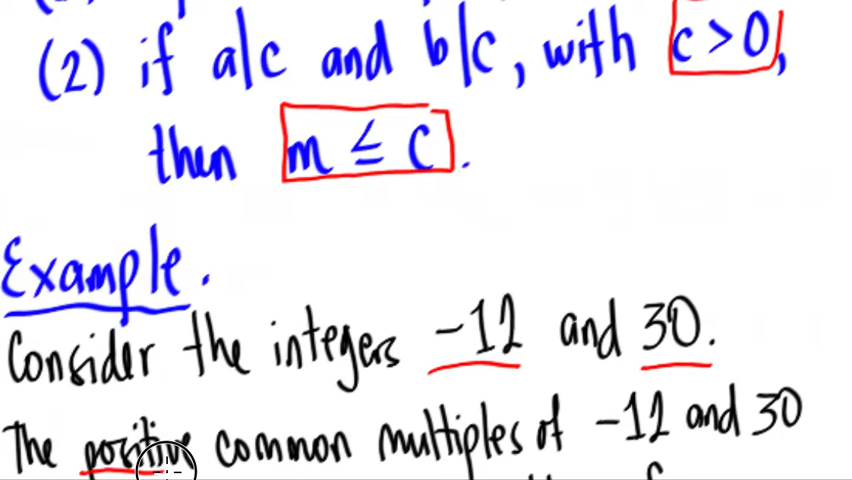 (2) if a|c and b|c, with c > 0,
then m ≤ c.
Example.
Consider the integers -12 and 30.
The positive common multiples of -12 and 30